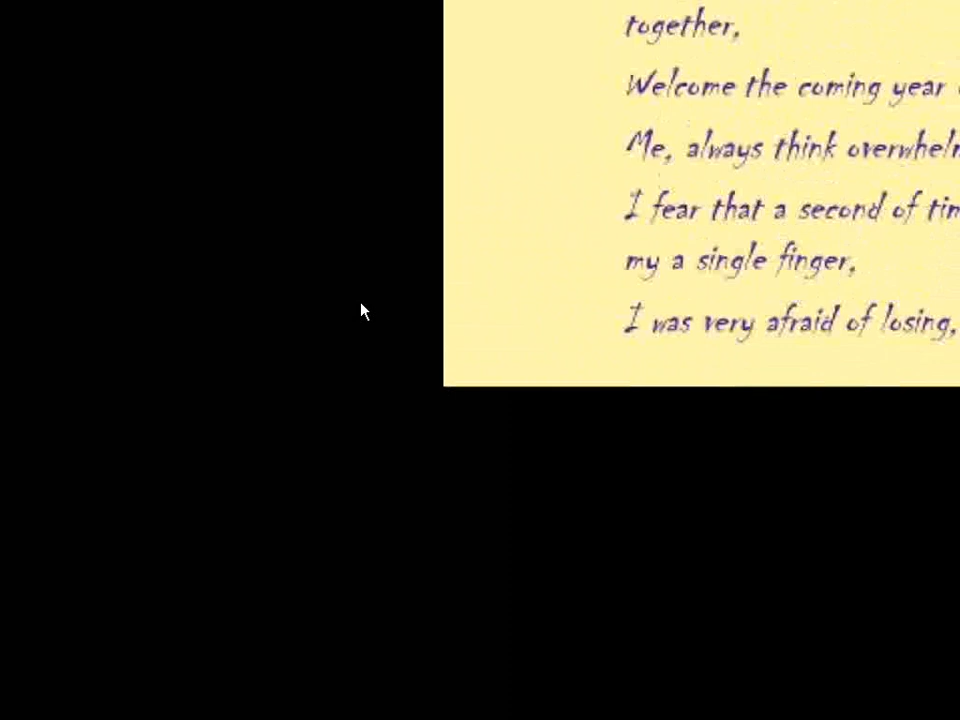 together,
Welcome the coming year
Me, always think
I fear that a second of
my a single finger,
I was very afraid of losing,